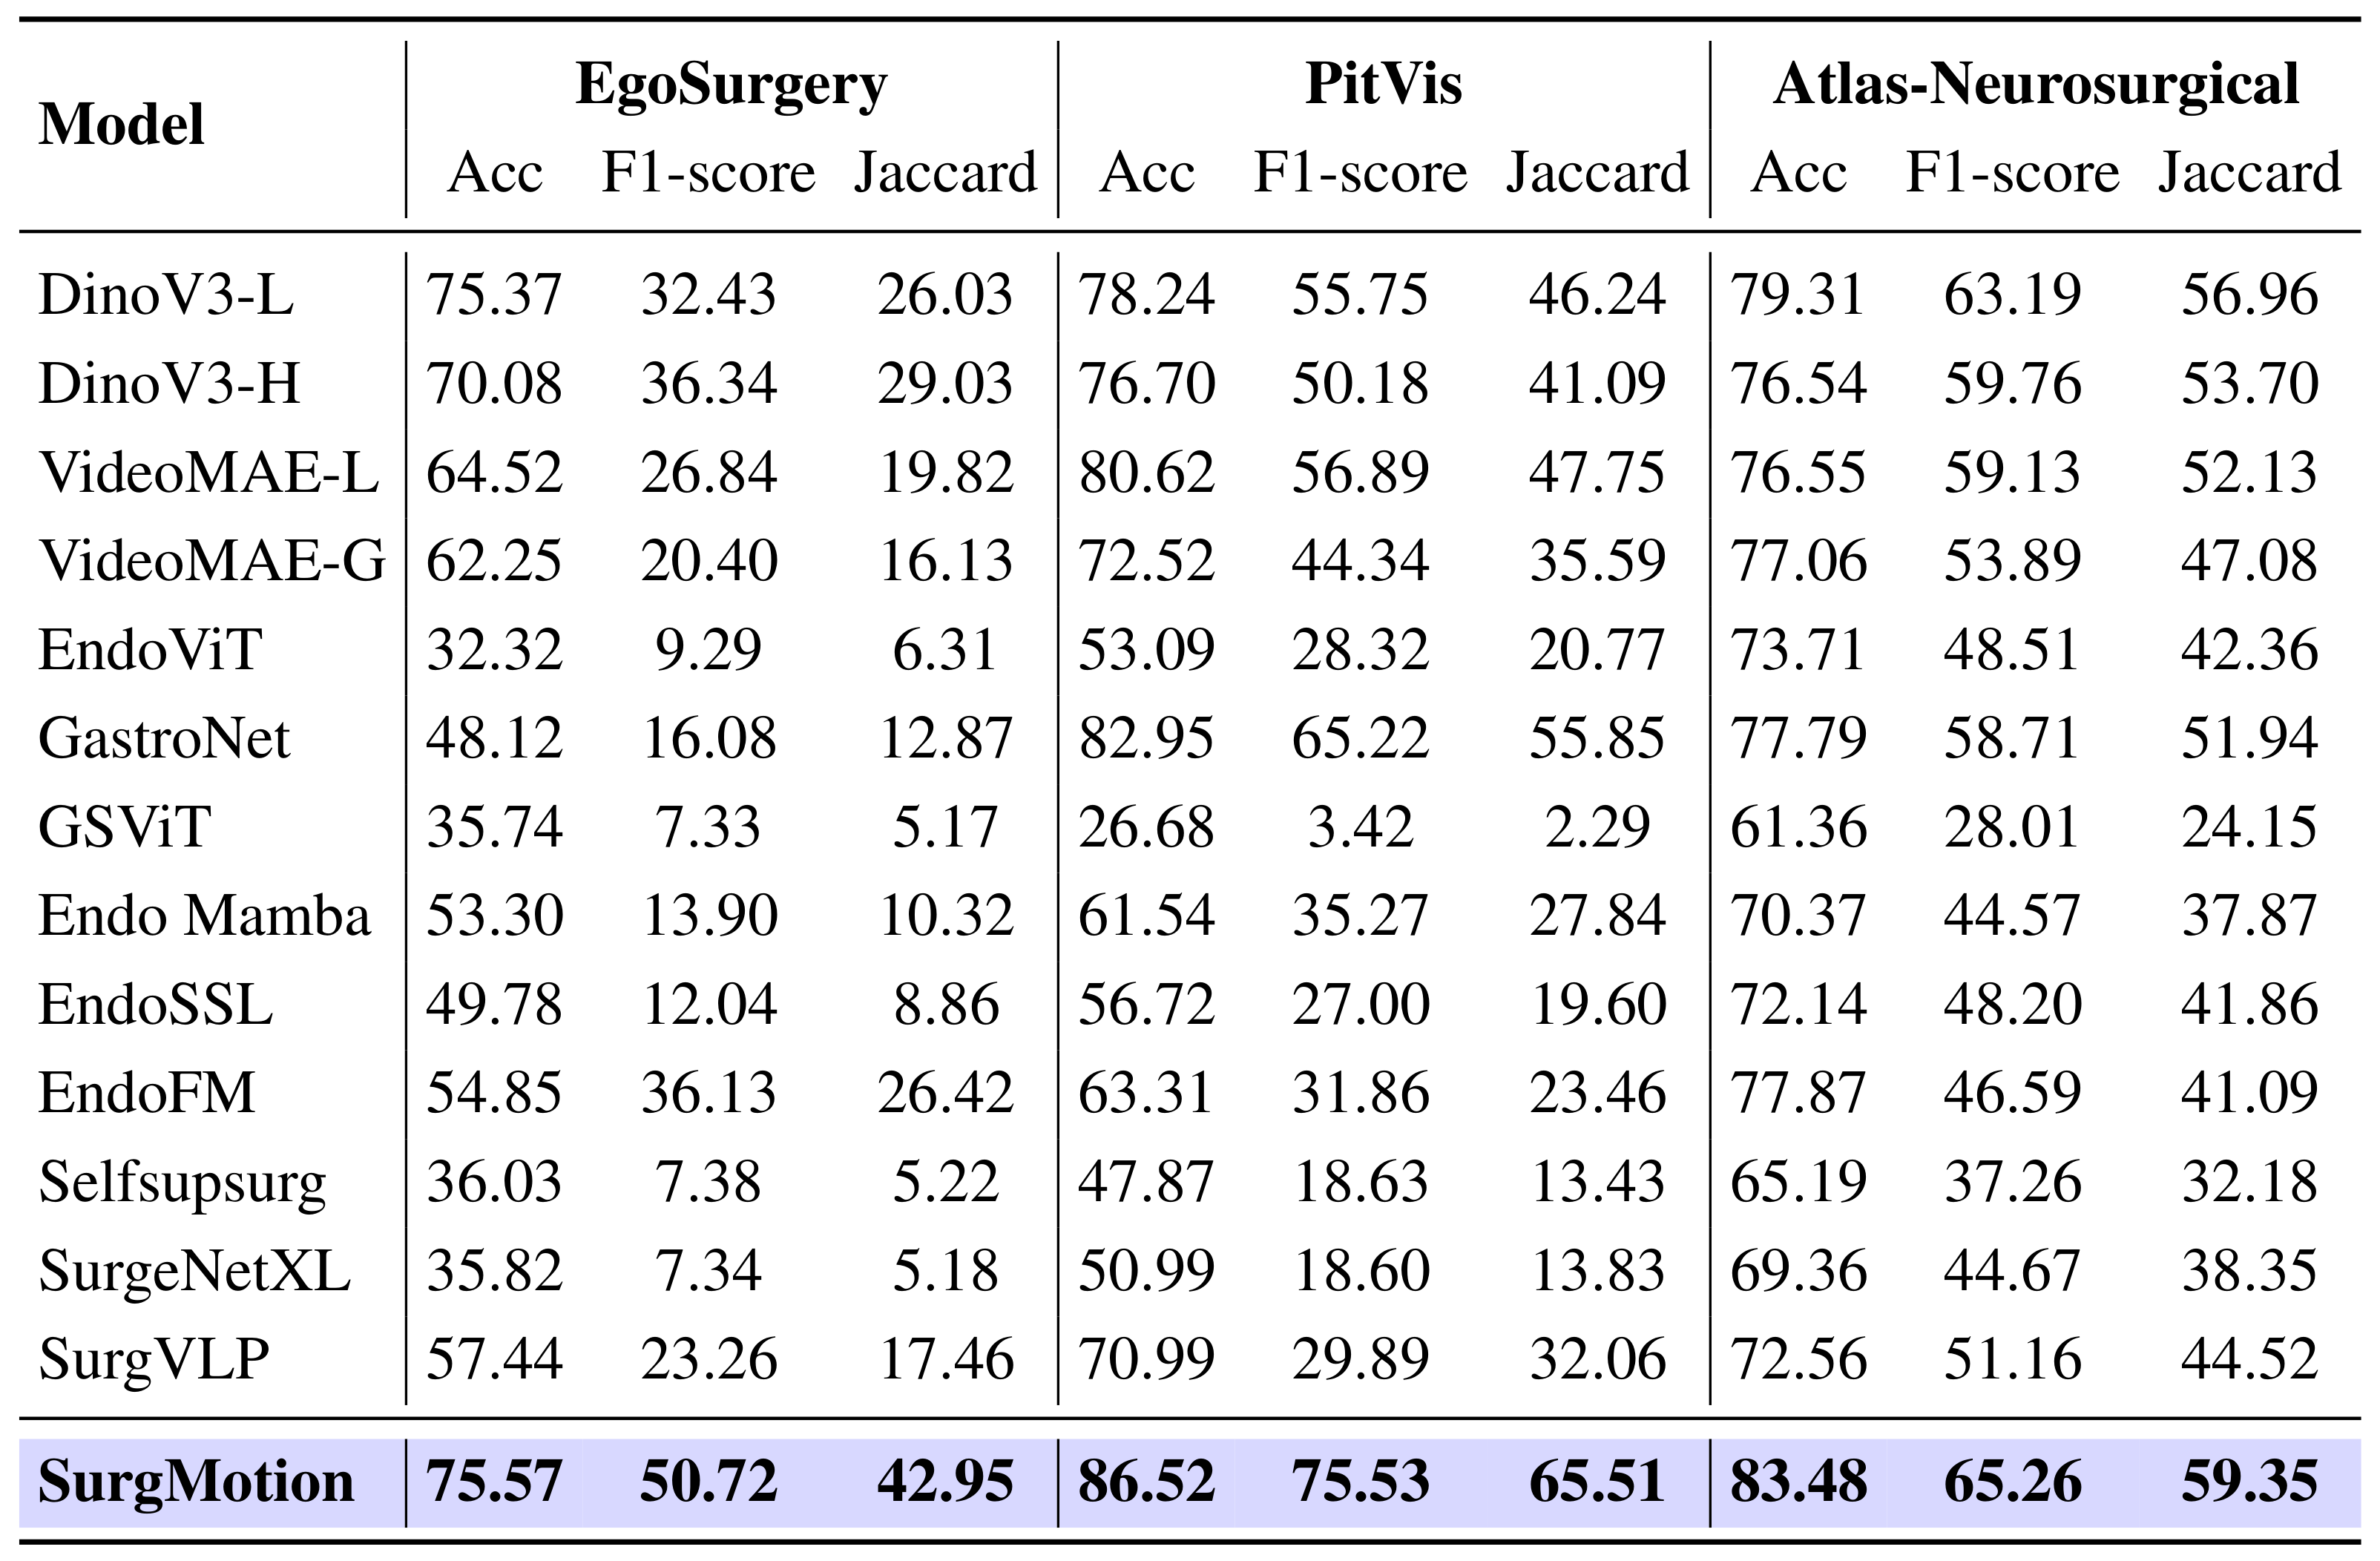 Model EgoSurgery PitVis Atlas-Neurosurgical
Acc F1-score Jaccard Acc F1-score Jaccard Acc F1-score Jaccard
DinoV3-L 75.37 32.43 26.03 78.24 55.75 46.24 79.31 63.19 56.96
DinoV3-H 70.08 36.34 29.03 76.70 50.18 41.09 76.54 59.76 53.70
VideoMAE-L 64.52 26.84 19.82 80.62 56.89 47.75 76.55 59.13 52.13
VideoMAE-G 62.25 20.40 16.13 72.52 44.34 35.59 77.06 53.89 47.08
EndoViT 32.32 9.29 6.31 53.09 28.32 20.77 73.71 48.51 42.36
GastroNet 48.12 16.08 12.87 82.95 65.22 55.85 77.79 58.71 51.94
GSViT 35.74 7.33 5.17 26.68 3.42 2.29 61.36 28.01 24.15
Endo Mamba 53.30 13.90 10.32 61.54 35.27 27.84 70.37 44.57 37.87
EndoSSL 49.78 12.04 8.86 56.72 27.00 19.60 72.14 48.20 41.86
EndoFM 54.85 36.13 26.42 63.31 31.86 23.46 77.87 46.59 41.09
Selfsupsurg 36.03 7.38 5.22 47.87 18.63 13.43 65.19 37.26 32.18
SurgeNetXL 35.82 7.34 5.18 50.99 18.60 13.83 69.36 44.67 38.35
SurgVLP 57.44 23.26 17.46 70.99 29.89 32.06 72.56 51.16 44.52
SurgMotion 75.57 50.72 42.95 86.52 75.53 65.51 83.48 65.26 59.35